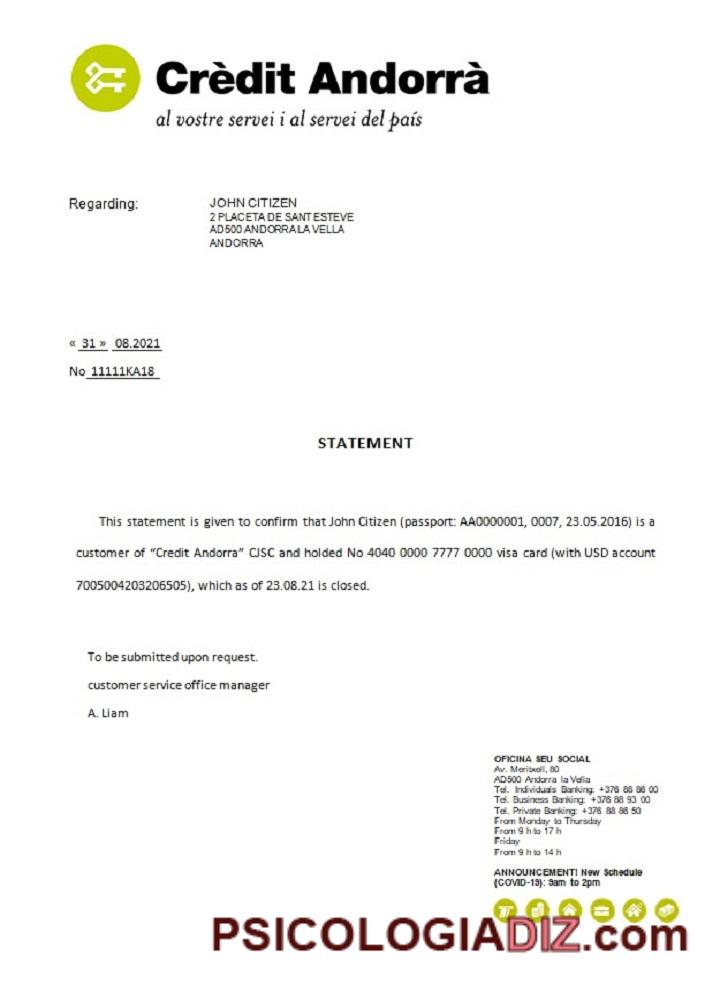 Crèdit Andorrà
al vostre servei i al servei del país
Regarding:
JOHN CITIZEN
2 PLACETA DE SANT ESTEVE
AD500 ANDORRA LA VELLA
ANDORRA
« 31 » 08.2021
No 11111KA18
STATEMENT
This statement is given to confirm that John Citizen (passport: AA0000001, 0007, 23.05.2016) is a
customer of “Credit Andorra” CJSC and holded No 4040 0000 7777 0000 visa card (with USD account
7005004203206505), which as of 23.08.21 is closed.
To be submitted upon request.
customer service office manager
A. Liam
OFICINA SEU SOCIAL
Av. Meritxell, 80
AD500 Andorra la Vella
Tel. Individuals Banking: +376 88 86 00
Tel. Business Banking: +376 88 93 00
Tel. Private Banking: +376 88 86 50
From Monday to Thursday
From 9 h to 17 h
Friday
From 9 h to 14 h
ANNOUNCEMENT! New Schedule
(COVID-19): 9am to 2pm
PSICOLOGIADIZ.com